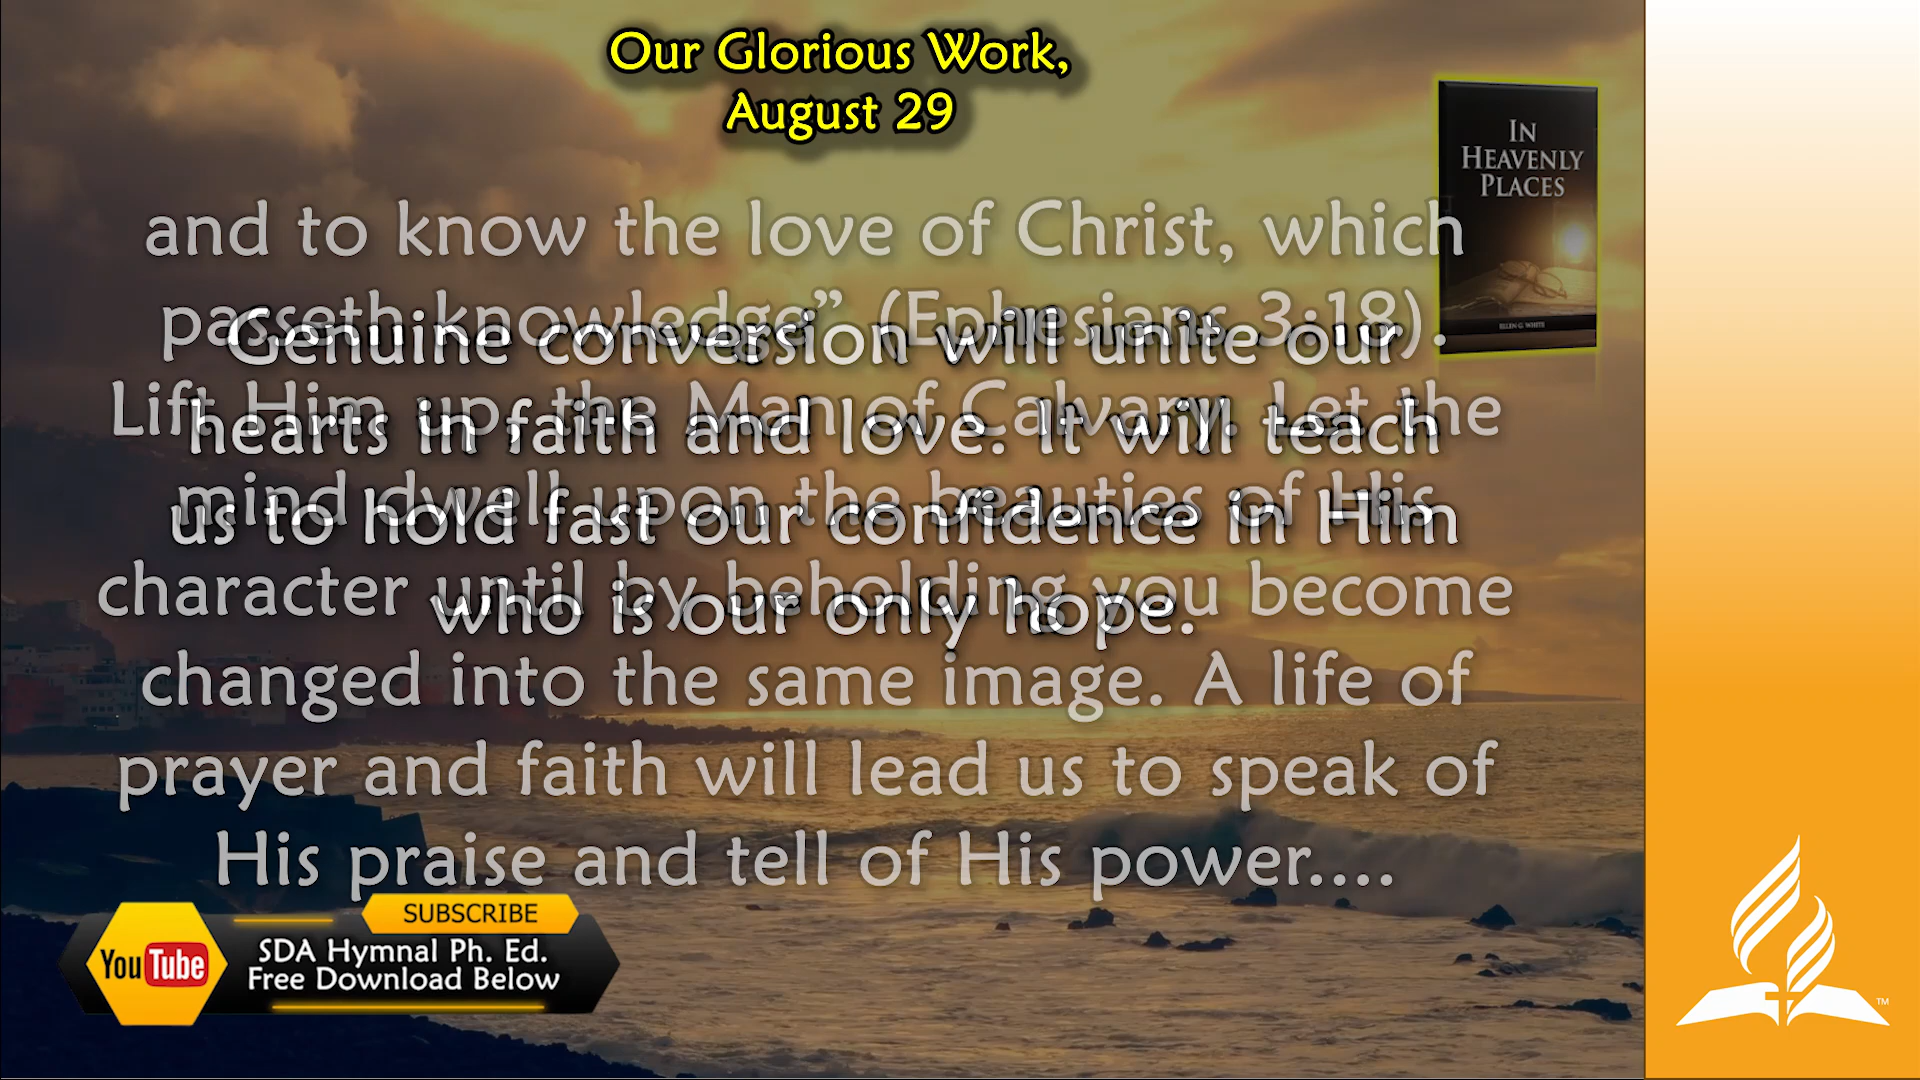 Our Glorious Work,
August 29
IN
HEAVENLY
PLACES
ELLEN G. WHITE
and to know the love of Christ, which
passeth knowledge” (Ephesians 3:18).
Lift Him up, the Man of Calvary. Let the
mind dwell upon the beauties of His
character until by beholding you become
changed into the same image. A life of
prayer and faith will lead us to speak of
His praise and tell of His power....
Genuine conversion will unite our
hearts in faith and love. It will teach
us to hold fast our confidence in Him
who is our only hope.
SUBSCRIBE
YouTube
SDA Hymnal Ph. Ed.
Free Download Below
TM